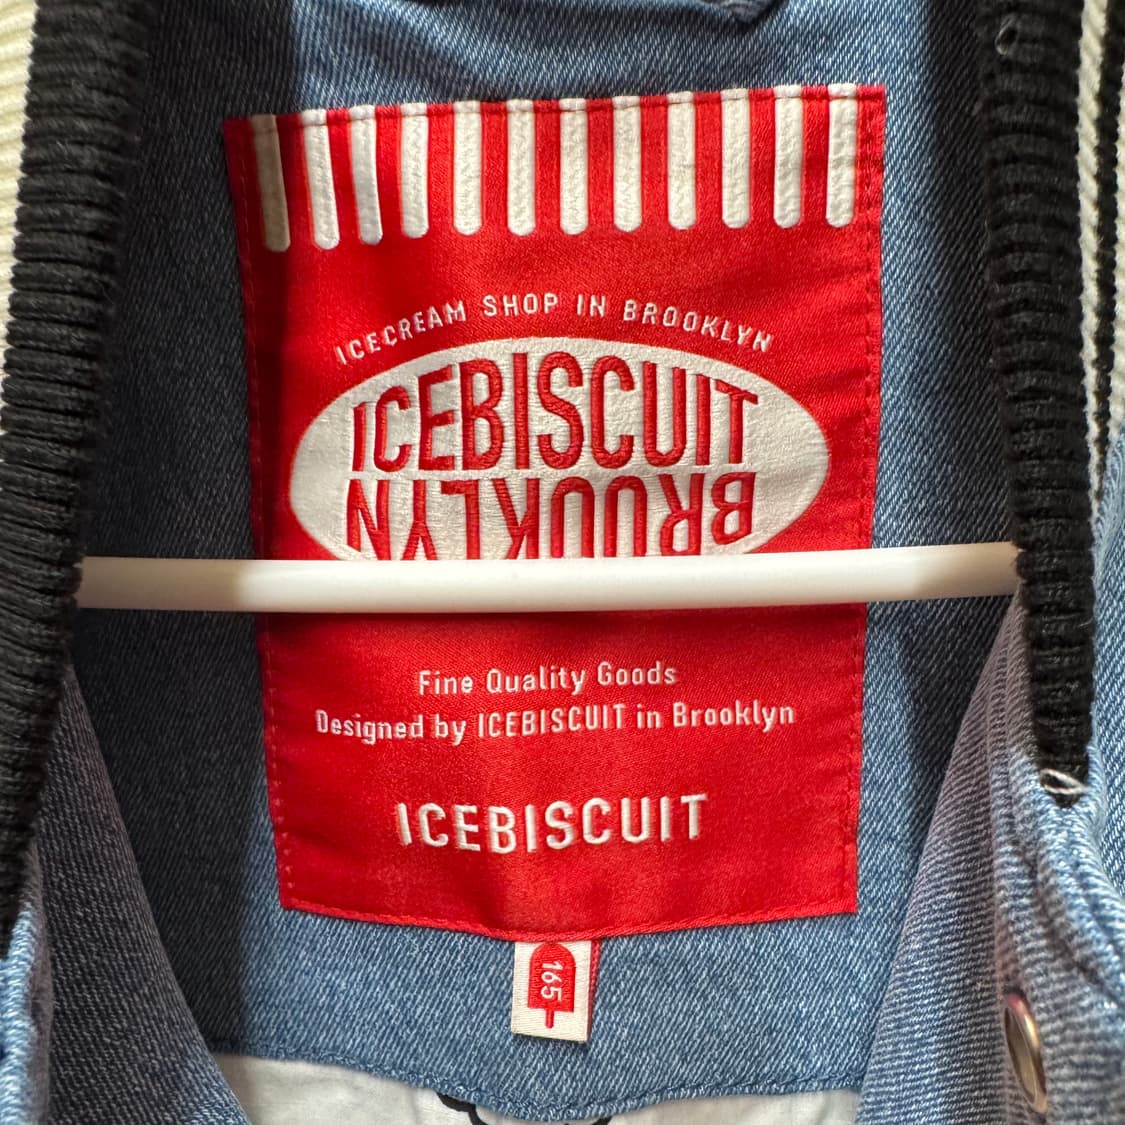 ICECREAM SHOP IN BROOKLYN
ICEBISCUIT
BROOKLYN
Fine Quality Goods
Designed by ICEBISCUIT in Brooklyn
ICEBISCUIT
165